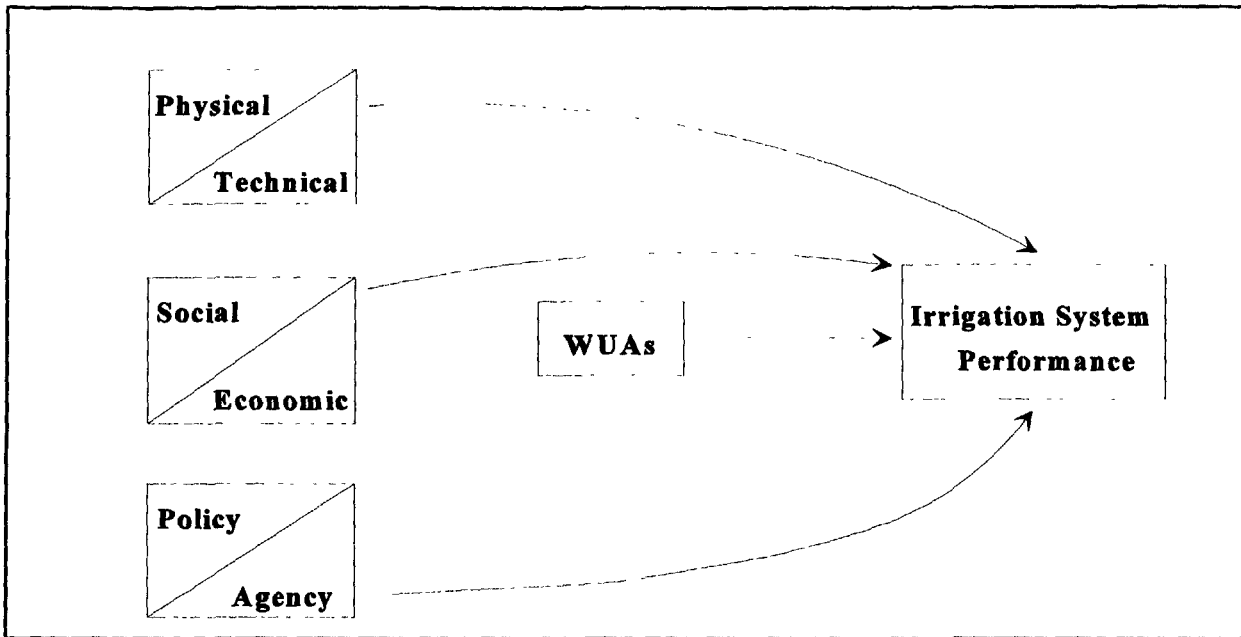 Physical
Technical
Social
Economic
WUAs
Irrigation System
Performance
Policy
Agency